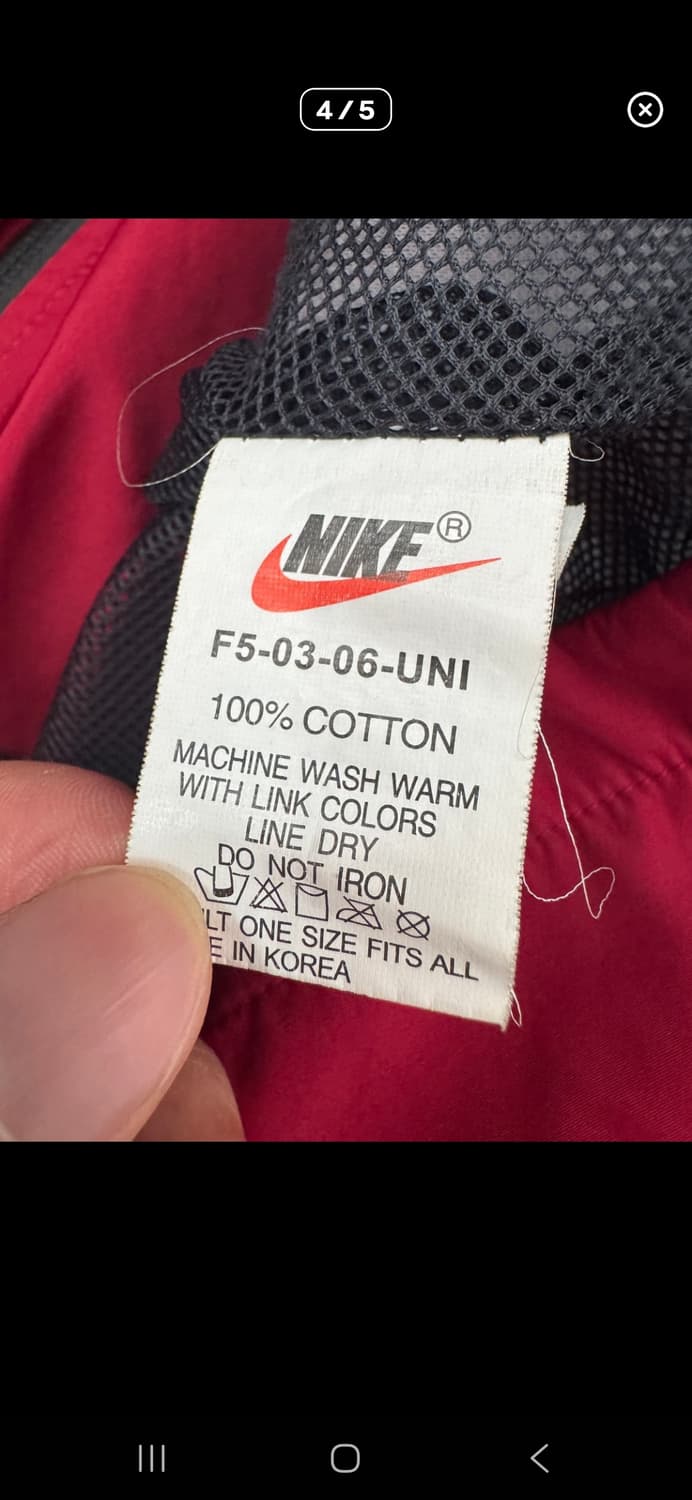 4/5
NIKE®
F5-03-06-UNI
100% COTTON
MACHINE WASH WARM
WITH LINK COLORS
LINE DRY
DO NOT IRON
LT ONE SIZE FITS ALL
E IN KOREA